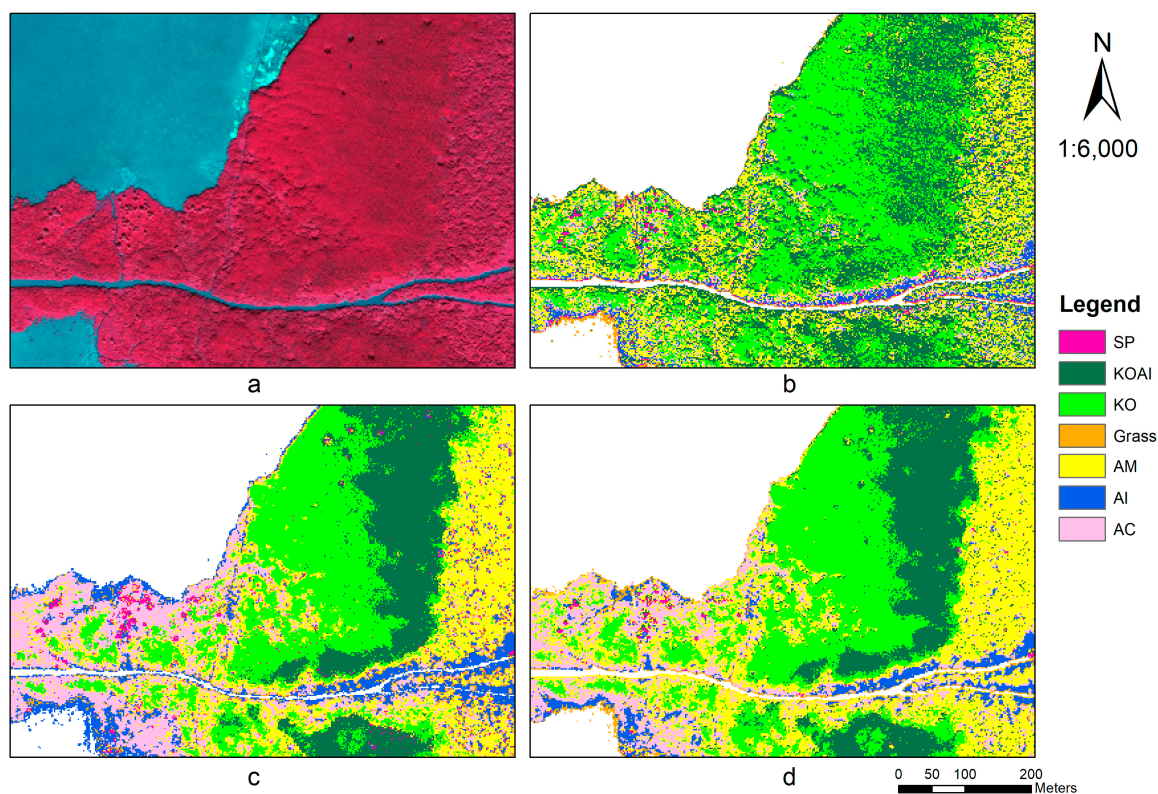 a
b
N
1:6,000
Legend
SP
KOAI
KO
Grass
AM
AI
AC
c
d
0 50 100 200
Meters